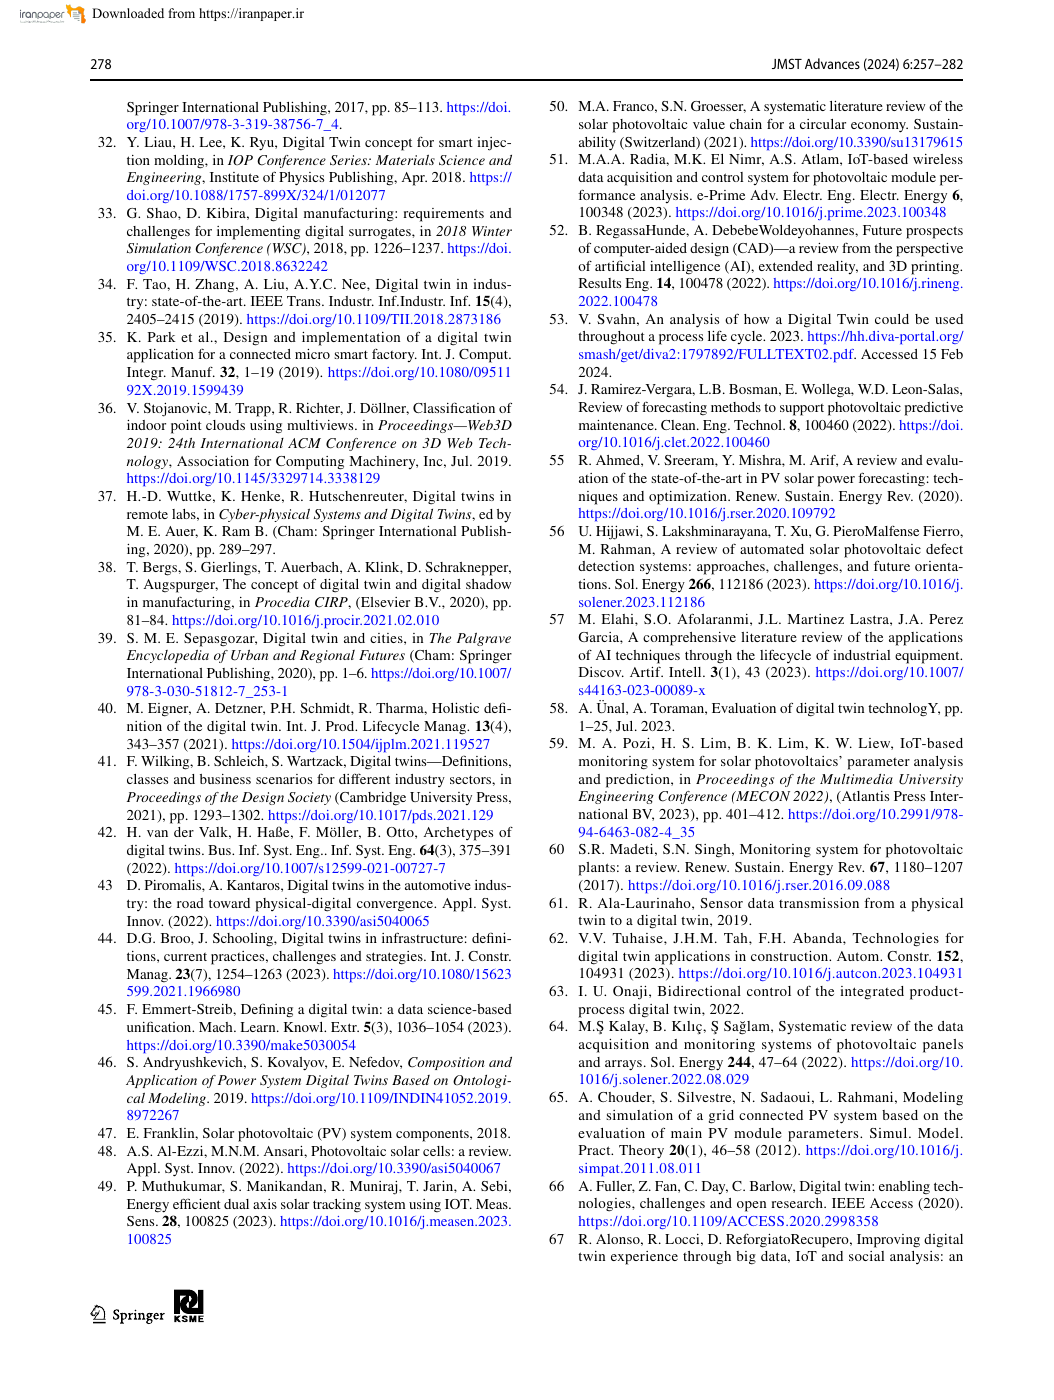 iranpaper
Downloaded from https://iranpaper.ir
278
JMST Advances (2024) 6:257–282
Springer International Publishing, 2017, pp. 85–113. https://doi.
org/10.1007/978-3-319-38756-7_4.
32. Y. Liau, H. Lee, K. Ryu, Digital Twin concept for smart injec-
tion molding, in IOP Conference Series: Materials Science and
Engineering, Institute of Physics Publishing, Apr. 2018. https://
doi.org/10.1088/1757-899X/324/1/012077
33. G. Shao, D. Kibira, Digital manufacturing: requirements and
challenges for implementing digital surrogates, in 2018 Winter
Simulation Conference (WSC), 2018, pp. 1226–1237. https://doi.
org/10.1109/WSC.2018.8632242
34. F. Tao, H. Zhang, A. Liu, A.Y.C. Nee, Digital twin in indus-
try: state-of-the-art. IEEE Trans. Industr. Inf.Industr. Inf. 15(4),
2405–2415 (2019). https://doi.org/10.1109/TII.2018.2873186
35. K. Park et al., Design and implementation of a digital twin
application for a connected micro smart factory. Int. J. Comput.
Integr. Manuf. 32, 1–19 (2019). https://doi.org/10.1080/09511
92X.2019.1599439
36. V. Stojanovic, M. Trapp, R. Richter, J. Döllner, Classification of
indoor point clouds using multiviews. in Proceedings—Web3D
2019: 24th International ACM Conference on 3D Web Tech-
nology, Association for Computing Machinery, Inc, Jul. 2019.
https://doi.org/10.1145/3329714.3338129
37. H.-D. Wuttke, K. Henke, R. Hutschenreuter, Digital twins in
remote labs, in Cyber-physical Systems and Digital Twins, ed by
M. E. Auer, K. Ram B. (Cham: Springer International Publish-
ing, 2020), pp. 289–297.
38. T. Bergs, S. Gierlings, T. Auerbach, A. Klink, D. Schraknepper,
T. Augspurger, The concept of digital twin and digital shadow
in manufacturing, in Procedia CIRP, (Elsevier B.V., 2020), pp.
81–84. https://doi.org/10.1016/j.procir.2021.02.010
39. S. M. E. Sepasgozar, Digital twin and cities, in The Palgrave
Encyclopedia of Urban and Regional Futures (Cham: Springer
International Publishing, 2020), pp. 1–6. https://doi.org/10.1007/
978-3-030-51812-7_253-1
40. M. Eigner, A. Detzner, P.H. Schmidt, R. Tharma, Holistic defi-
nition of the digital twin. Int. J. Prod. Lifecycle Manag. 13(4),
343–357 (2021). https://doi.org/10.1504/ijplm.2021.119527
41. F. Wilking, B. Schleich, S. Wartzack, Digital twins—Definitions,
classes and business scenarios for different industry sectors, in
Proceedings of the Design Society (Cambridge University Press,
2021), pp. 1293–1302. https://doi.org/10.1017/pds.2021.129
42. H. van der Valk, H. Haße, F. Möller, B. Otto, Archetypes of
digital twins. Bus. Inf. Syst. Eng.. Inf. Syst. Eng. 64(3), 375–391
(2022). https://doi.org/10.1007/s12599-021-00727-7
43 D. Piromalis, A. Kantaros, Digital twins in the automotive indus-
try: the road toward physical-digital convergence. Appl. Syst.
Innov. (2022). https://doi.org/10.3390/asi5040065
44. D.G. Broo, J. Schooling, Digital twins in infrastructure: defini-
tions, current practices, challenges and strategies. Int. J. Constr.
Manag. 23(7), 1254–1263 (2023). https://doi.org/10.1080/15623
599.2021.1966980
45. F. Emmert-Streib, Defining a digital twin: a data science-based
unification. Mach. Learn. Knowl. Extr. 5(3), 1036–1054 (2023).
https://doi.org/10.3390/make5030054
46. S. Andryushkevich, S. Kovalyov, E. Nefedov, Composition and
Application of Power System Digital Twins Based on Ontologi-
cal Modeling. 2019. https://doi.org/10.1109/INDIN41052.2019.
8972267
47. E. Franklin, Solar photovoltaic (PV) system components, 2018.
48. A.S. Al-Ezzi, M.N.M. Ansari, Photovoltaic solar cells: a review.
Appl. Syst. Innov. (2022). https://doi.org/10.3390/asi5040067
49. P. Muthukumar, S. Manikandan, R. Muniraj, T. Jarin, A. Sebi,
Energy efficient dual axis solar tracking system using IOT. Meas.
Sens. 28, 100825 (2023). https://doi.org/10.1016/j.measen.2023.
100825
50. M.A. Franco, S.N. Groesser, A systematic literature review of the
solar photovoltaic value chain for a circular economy. Sustain-
ability (Switzerland) (2021). https://doi.org/10.3390/su13179615
51. M.A.A. Radia, M.K. El Nimr, A.S. Atlam, IoT-based wireless
data acquisition and control system for photovoltaic module per-
formance analysis. e-Prime Adv. Electr. Eng. Electr. Energy 6,
100348 (2023). https://doi.org/10.1016/j.prime.2023.100348
52. B. RegassaHunde, A. DebebeWoldeyohannes, Future prospects
of computer-aided design (CAD)—a review from the perspective
of artificial intelligence (AI), extended reality, and 3D printing.
Results Eng. 14, 100478 (2022). https://doi.org/10.1016/j.rineng.
2022.100478
53. V. Svahn, An analysis of how a Digital Twin could be used
throughout a process life cycle. 2023. https://hh.diva-portal.org/
smash/get/diva2:1797892/FULLTEXT02.pdf. Accessed 15 Feb
2024.
54. J. Ramirez-Vergara, L.B. Bosman, E. Wollega, W.D. Leon-Salas,
Review of forecasting methods to support photovoltaic predictive
maintenance. Clean. Eng. Technol. 8, 100460 (2022). https://doi.
org/10.1016/j.clet.2022.100460
55 R. Ahmed, V. Sreeram, Y. Mishra, M. Arif, A review and evalu-
ation of the state-of-the-art in PV solar power forecasting: tech-
niques and optimization. Renew. Sustain. Energy Rev. (2020).
https://doi.org/10.1016/j.rser.2020.109792
56 U. Hijjawi, S. Lakshminarayana, T. Xu, G. PieroMalfense Fierro,
M. Rahman, A review of automated solar photovoltaic defect
detection systems: approaches, challenges, and future orienta-
tions. Sol. Energy 266, 112186 (2023). https://doi.org/10.1016/j.
solener.2023.112186
57 M. Elahi, S.O. Afolaranmi, J.L. Martinez Lastra, J.A. Perez
Garcia, A comprehensive literature review of the applications
of AI techniques through the lifecycle of industrial equipment.
Discov. Artif. Intell. 3(1), 43 (2023). https://doi.org/10.1007/
s44163-023-00089-x
58. A. Ünal, A. Toraman, Evaluation of digital twin technologY, pp.
1–25, Jul. 2023.
59. M. A. Pozi, H. S. Lim, B. K. Lim, K. W. Liew, IoT-based
monitoring system for solar photovoltaics’ parameter analysis
and prediction, in Proceedings of the Multimedia University
Engineering Conference (MECON 2022), (Atlantis Press Inter-
national BV, 2023), pp. 401–412. https://doi.org/10.2991/978-
94-6463-082-4_35
60 S.R. Madeti, S.N. Singh, Monitoring system for photovoltaic
plants: a review. Renew. Sustain. Energy Rev. 67, 1180–1207
(2017). https://doi.org/10.1016/j.rser.2016.09.088
61. R. Ala-Laurinaho, Sensor data transmission from a physical
twin to a digital twin, 2019.
62. V.V. Tuhaise, J.H.M. Tah, F.H. Abanda, Technologies for
digital twin applications in construction. Autom. Constr. 152,
104931 (2023). https://doi.org/10.1016/j.autcon.2023.104931
63. I. U. Onaji, Bidirectional control of the integrated product-
process digital twin, 2022.
64. M.Ş Kalay, B. Kılıç, Ş Sağlam, Systematic review of the data
acquisition and monitoring systems of photovoltaic panels
and arrays. Sol. Energy 244, 47–64 (2022). https://doi.org/10.
1016/j.solener.2022.08.029
65. A. Chouder, S. Silvestre, N. Sadaoui, L. Rahmani, Modeling
and simulation of a grid connected PV system based on the
evaluation of main PV module parameters. Simul. Model.
Pract. Theory 20(1), 46–58 (2012). https://doi.org/10.1016/j.
simpat.2011.08.011
66 A. Fuller, Z. Fan, C. Day, C. Barlow, Digital twin: enabling tech-
nologies, challenges and open research. IEEE Access (2020).
https://doi.org/10.1109/ACCESS.2020.2998358
67 R. Alonso, R. Locci, D. ReforgiatoRecupero, Improving digital
twin experience through big data, IoT and social analysis: an
Springer
KSME